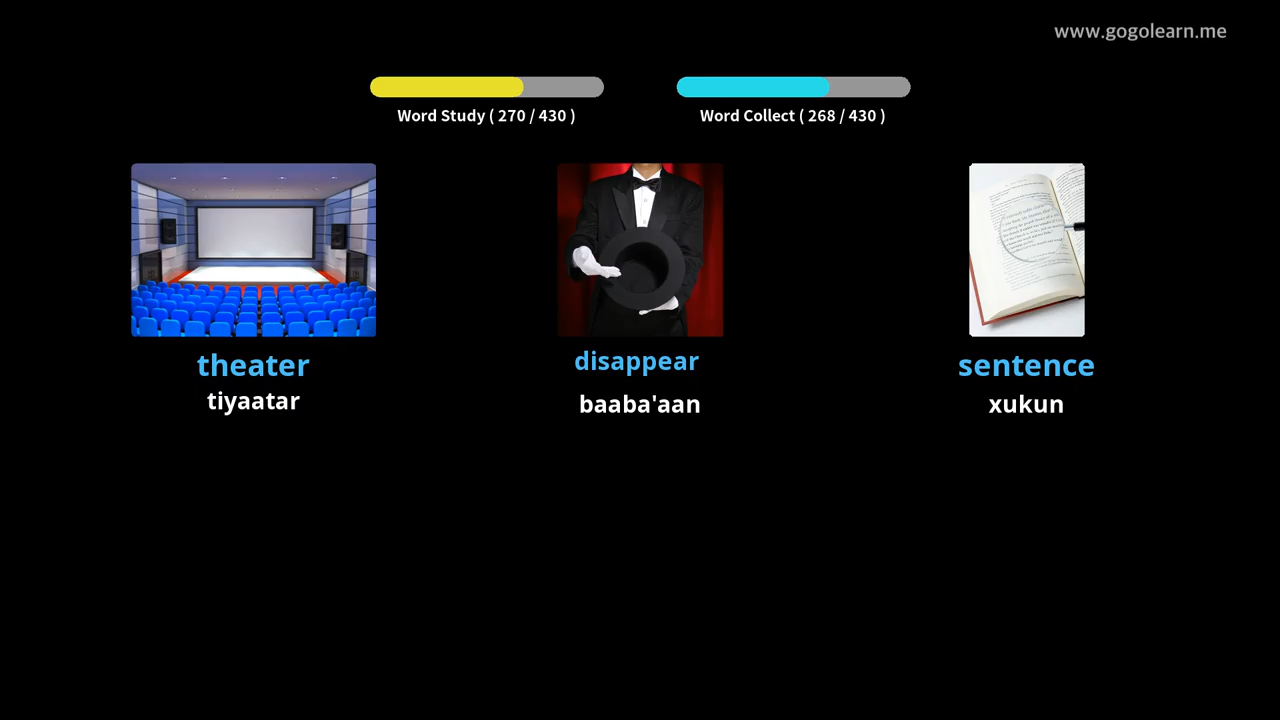 www.gogolearn.me
Word Study ( 270 / 430 )
Word Collect ( 268 / 430 )
theater
disappear
sentence
tiyaatar
baaba'aan
xukun